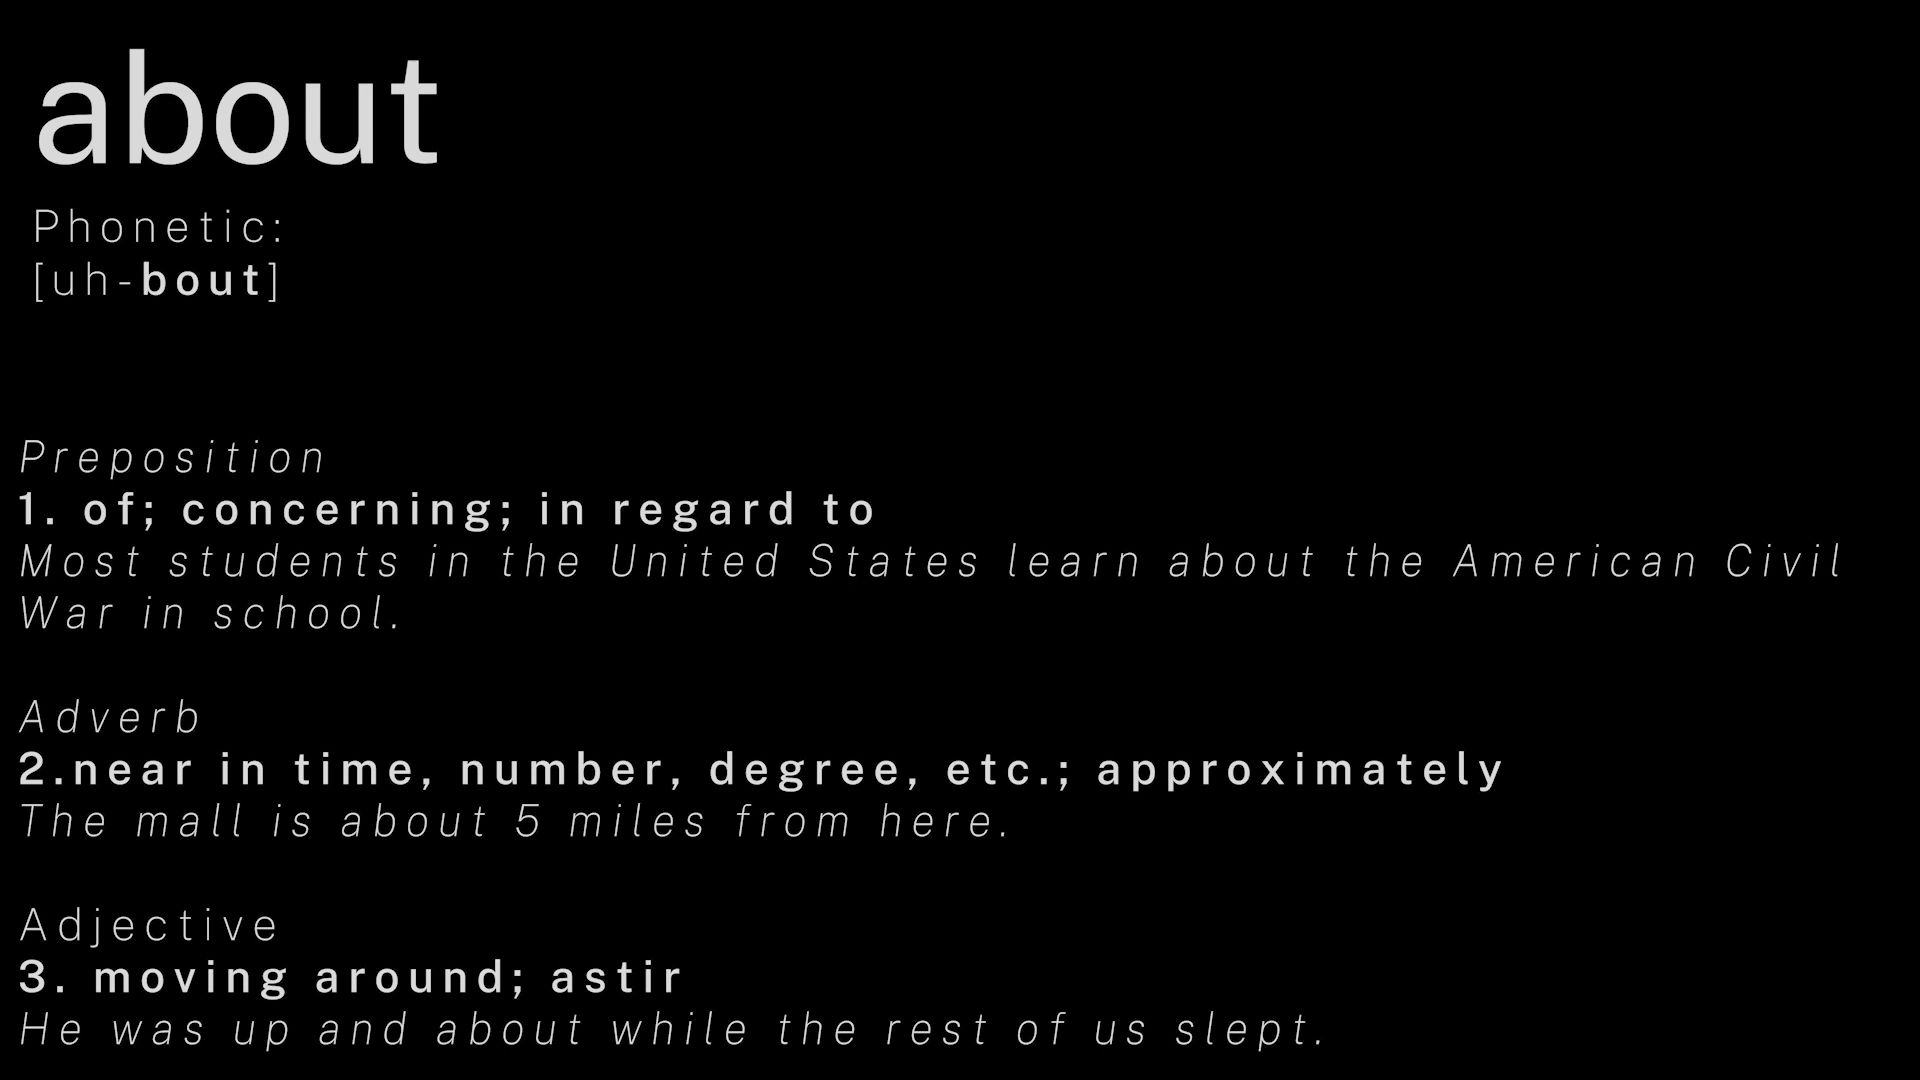 about
Phonetic:
[uh-bout]
Preposition
1. of; concerning; in regard to
Most students in the United States learn about the American Civil
War in school.
Adverb
2.near in time, number, degree, etc.; approximately
The mall is about 5 miles from here.
Adjective
3. moving around; astir
He was up and about while the rest of us slept.